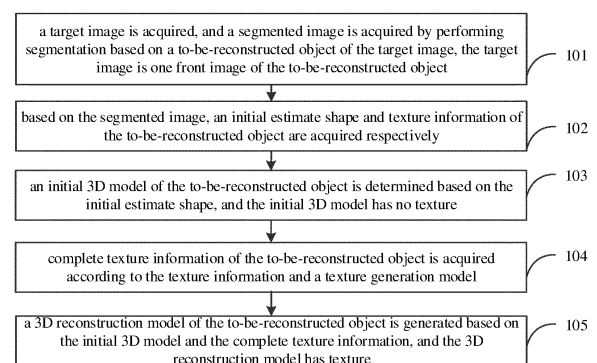 a target image is acquired, and a segmented image is acquired by performing
segmentation based on a to-be-reconstructed object of the target image, the target
image is one front image of the to-be-reconstructed object
101
based on the segmented image, an initial estimate shape and texture information of
the to-be-reconstructed object are acquired respectively
102
an initial 3D model of the to-be-reconstructed object is determined based on the
initial estimate shape, and the initial 3D model has no texture
103
complete texture information of the to-be-reconstructed object is acquired
according to the texture information and a texture generation model
104
a 3D reconstruction model of the to-be-reconstructed object is generated based on
the initial 3D model and the complete texture information, and the 3D
reconstruction model has texture
105